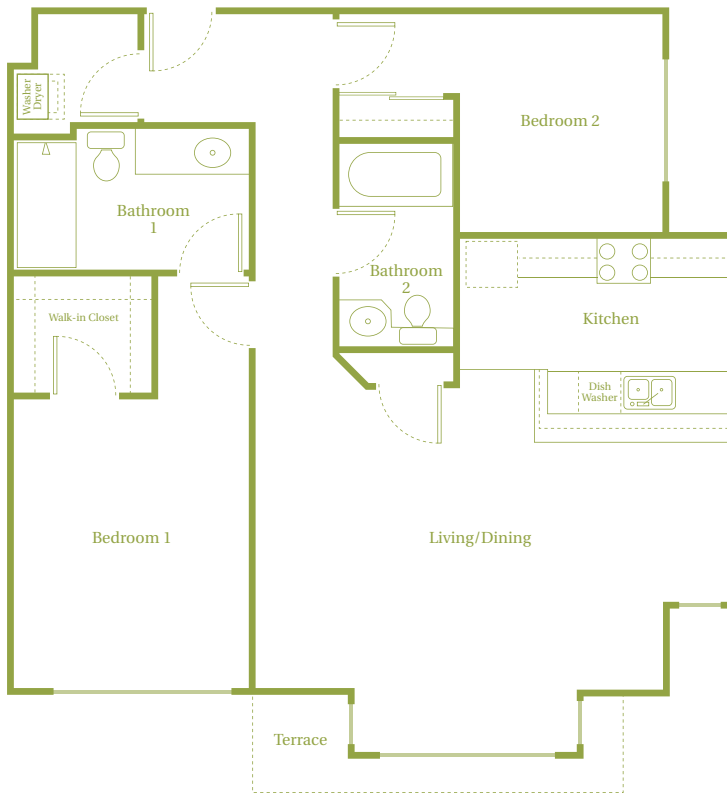 Washer
Dryer
Bedroom 2
Bathroom
1
Bathroom
2
Walk-in Closet
Kitchen
Dish
Washer
Bedroom 1
Living/Dining
Terrace